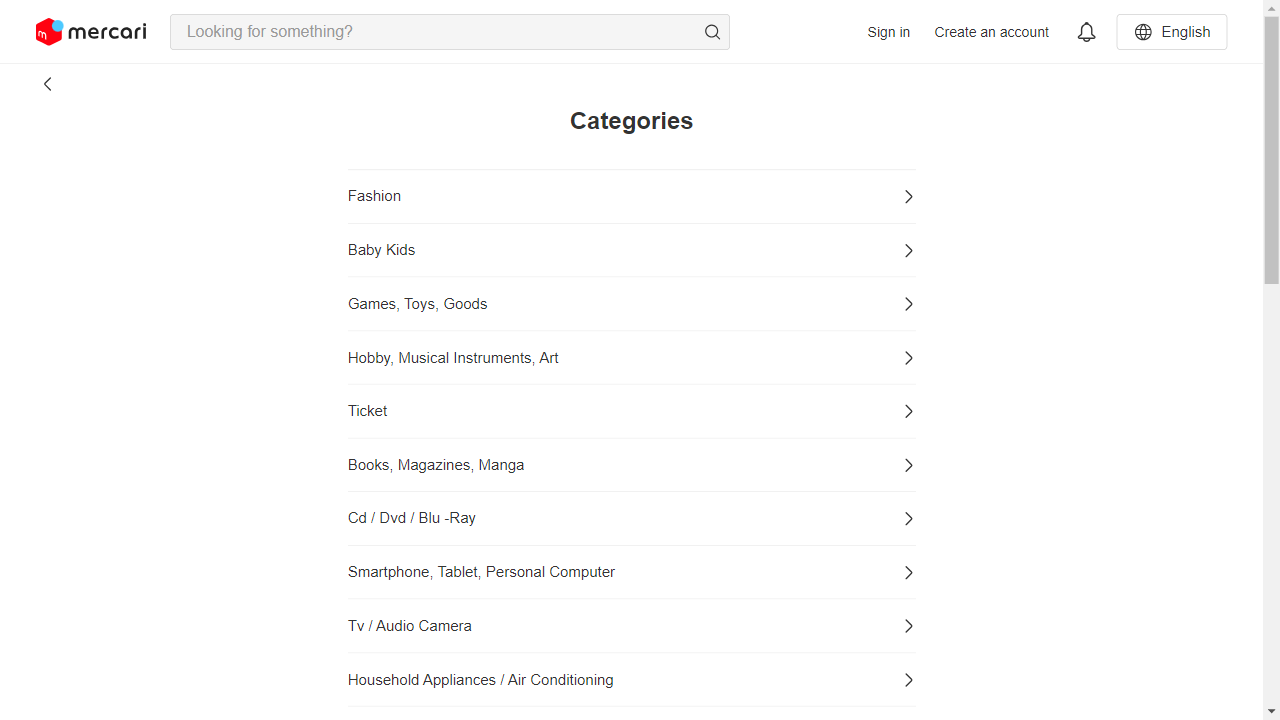 mercari
Looking for something?
Sign in
Create an account
English
Categories
Fashion
Baby Kids
Games, Toys, Goods
Hobby, Musical Instruments, Art
Ticket
Books, Magazines, Manga
Cd / Dvd / Blu -Ray
Smartphone, Tablet, Personal Computer
Tv / Audio Camera
Household Appliances / Air Conditioning